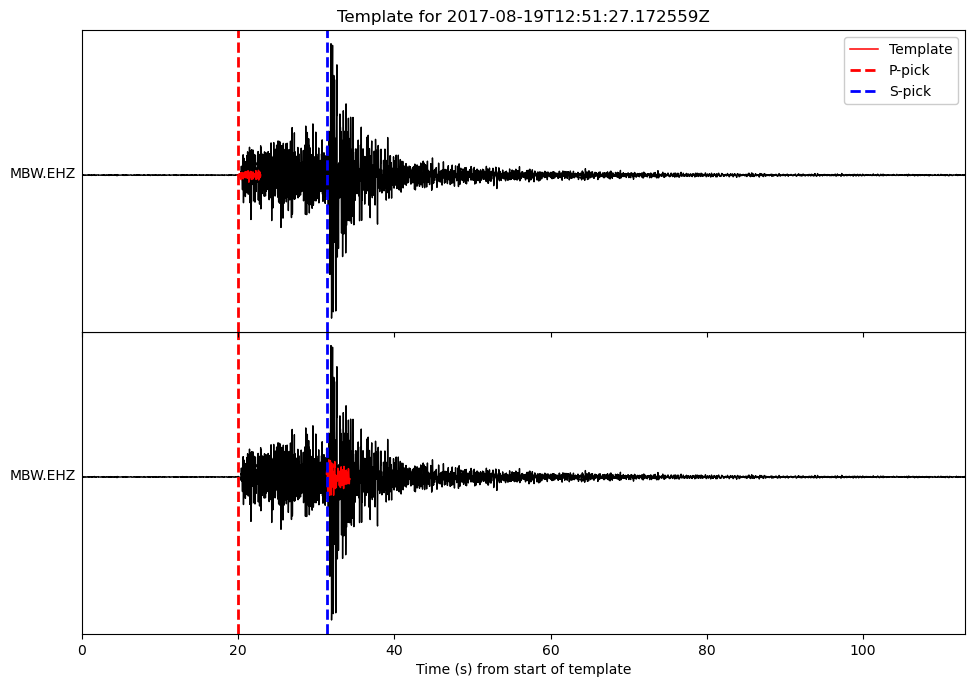 Template for 2017-08-19T12:51:27.172559Z
Template
P-pick
S-pick
MBW.EHZ
MBW.EHZ
0 20 40 60 80 100
Time (s) from start of template